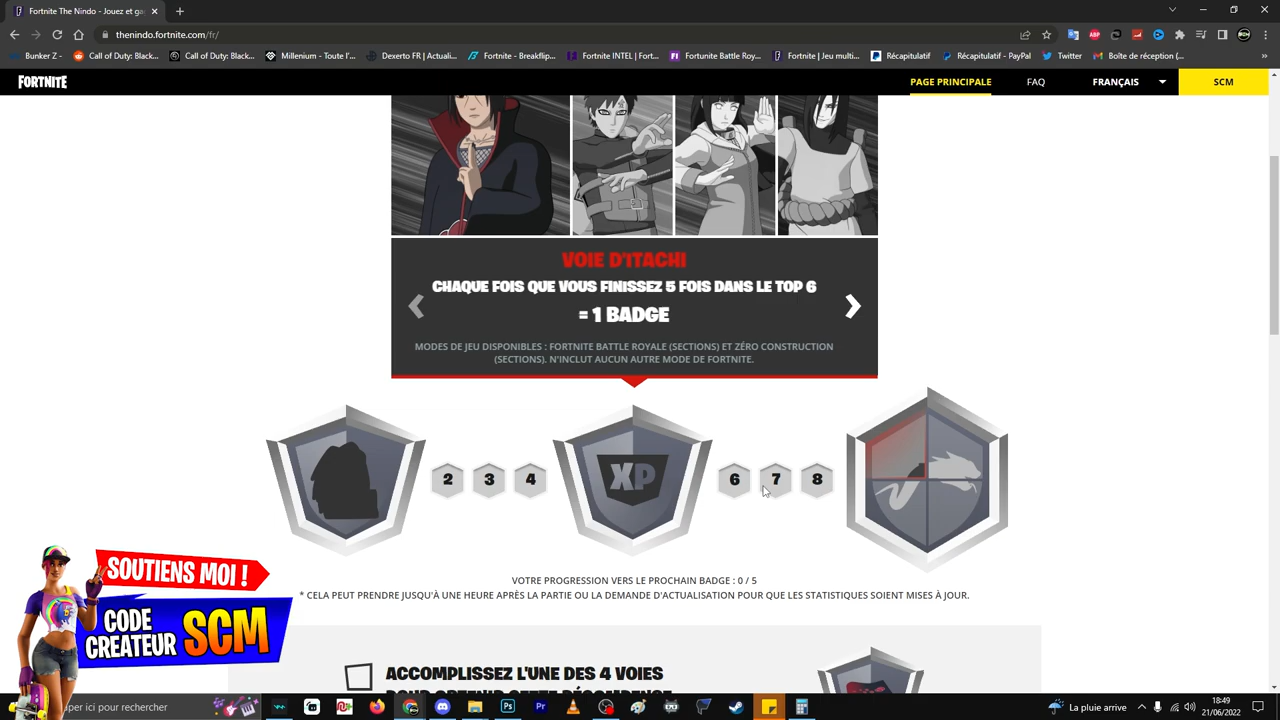 Fortnite The Nindo - Jouez et ga
thenindo.fortnite.com/fr/
Bunker Z -
Call of Duty: Black...
Call of Duty: Black...
Millenium - Toute l'...
Dexerto FR | Actuali...
Fortnite - Breakflip...
Fortnite INTEL | Fort...
Fortunite Battle Roy...
Fortnite | Jeu multi...
Récapitulatif
Récapitulatif - PayPal
Twitter
Boîte de réception (...
»
FORTNITE
PAGE PRINCIPALE
FAQ
FRANÇAIS
SCM
VOIE D'ITACHI
CHAQUE FOIS QUE VOUS FINISSEZ 5 FOIS DANS LE TOP 6
= 1 BADGE
MODES DE JEU DISPONIBLES : FORTNITE BATTLE ROYALE (SECTIONS) ET ZÉRO CONSTRUCTION
(SECTIONS). N'INCLUT AUCUN AUTRE MODE DE FORTNITE.
2 3 4 XP 6 7 8
VOTRE PROGRESSION VERS LE PROCHAIN BADGE : 0 / 5
* CELA PEUT PRENDRE JUSQU'À UNE HEURE APRÈS LA PARTIE OU LA DEMANDE D'ACTUALISATION POUR QUE LES STATISTIQUES SOIENT MISES À JOUR.
SOUTIENS MOI !
CODE
CREATEUR SCM
ACCOMPLISSEZ L'UNE DES 4 VOIES
POUR OBTENIR CETTE RÉCOMPENSE
aper ici pour rechercher
La pluie arrive
18:49
21/06/2022